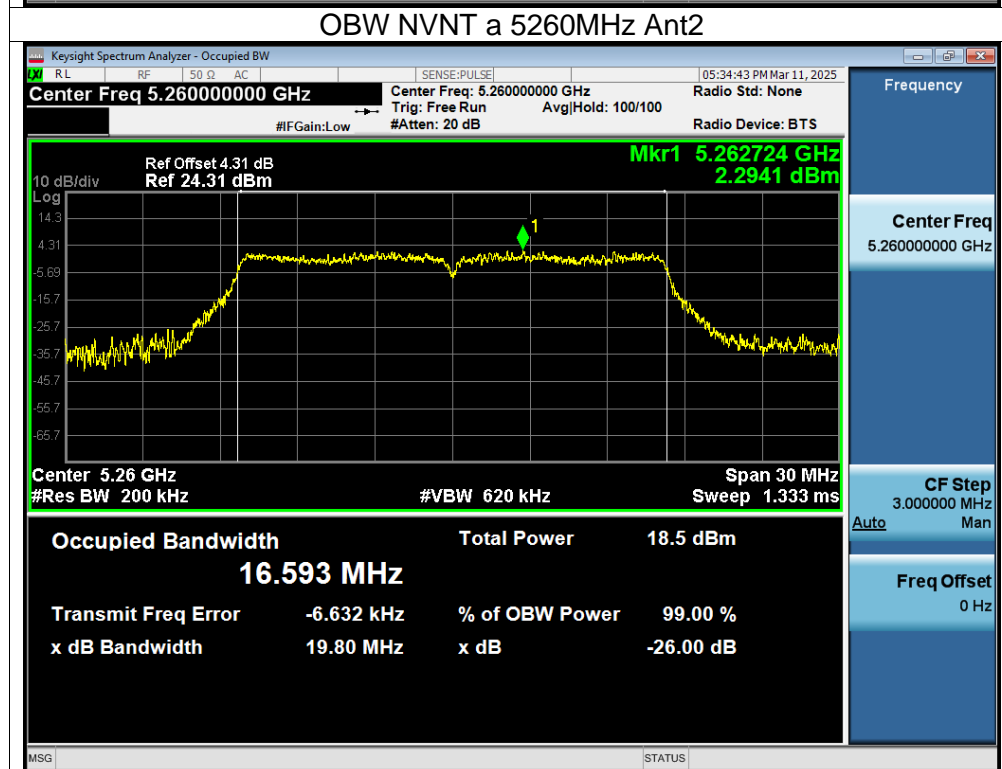 OBW NVNT a 5260MHz Ant2
Keysight Spectrum Analyzer - Occupied BW
LXI RL RF 50 Ω AC SENSE:PULSE 05:34:43 PM Mar 11, 2025
Center Freq 5.260000000 GHz
Center Freq: 5.260000000 GHz Radio Std: None
Trig: Free Run Avg|Hold: 100/100
#IFGain:Low #Atten: 20 dB Radio Device: BTS
Mkr1 5.262724 GHz
2.2941 dBm
Ref Offset 4.31 dB
10 dB/div Ref 24.31 dBm
Log
14.3
4.31
-5.69
-15.7
-25.7
-35.7
-45.7
-55.7
-65.7
1
Center 5.26 GHz Span 30 MHz
#Res BW 200 kHz #VBW 620 kHz Sweep 1.333 ms
Occupied Bandwidth Total Power 18.5 dBm
16.593 MHz
Transmit Freq Error -6.632 kHz % of OBW Power 99.00 %
x dB Bandwidth 19.80 MHz x dB -26.00 dB
MSG STATUS
Frequency
Center Freq
5.260000000 GHz
CF Step
3.000000 MHz
Auto Man
Freq Offset
0 Hz